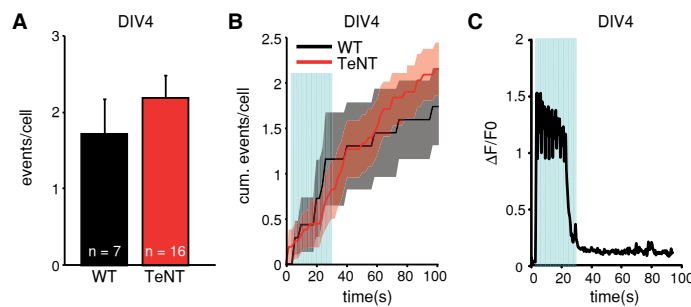 A
DIV4
events/cell
3
2
1
0
n = 7
n = 16
WT
TeNT
B
DIV4
WT
TeNT
cum. events/cell
2.5
2
1.5
1
0.5
0
0 20 40 60 80 100
time(s)
C
DIV4
ΔF/F0
2
1.5
1
0.5
0
0 20 40 60 80 100
time(s)